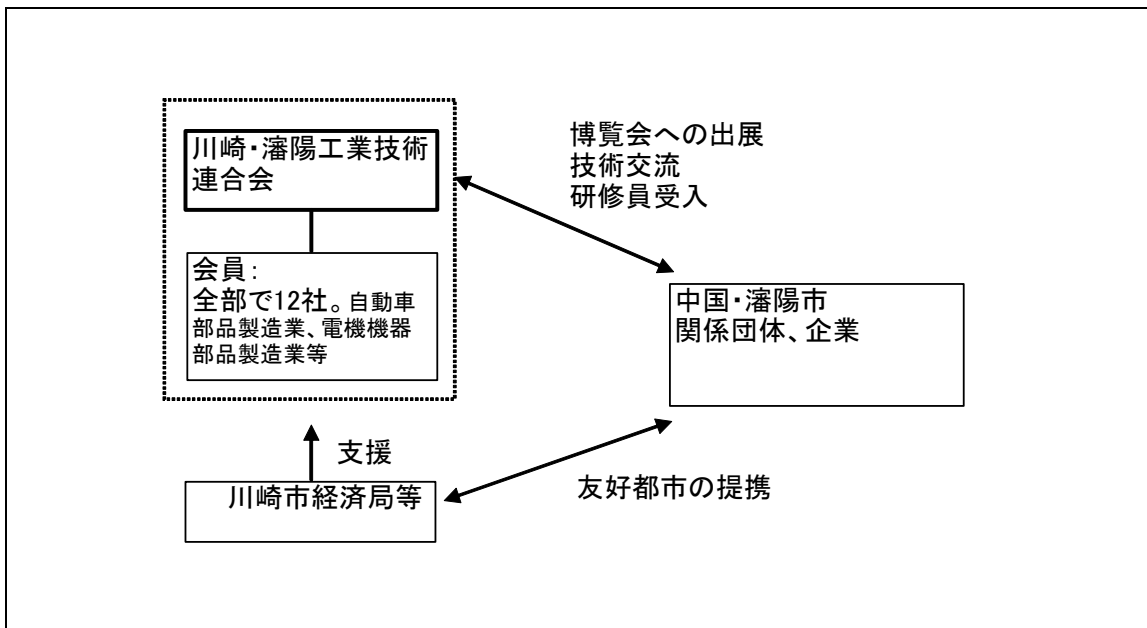 川崎・瀋陽工業技術
連合会
会員：
全部で12社。自動車
部品製造業、電機機器
部品製造業等
博覧会への出展
技術交流
研修員受入
中国・瀋陽市
関係団体、企業
支援
川崎市経済局等
友好都市の提携